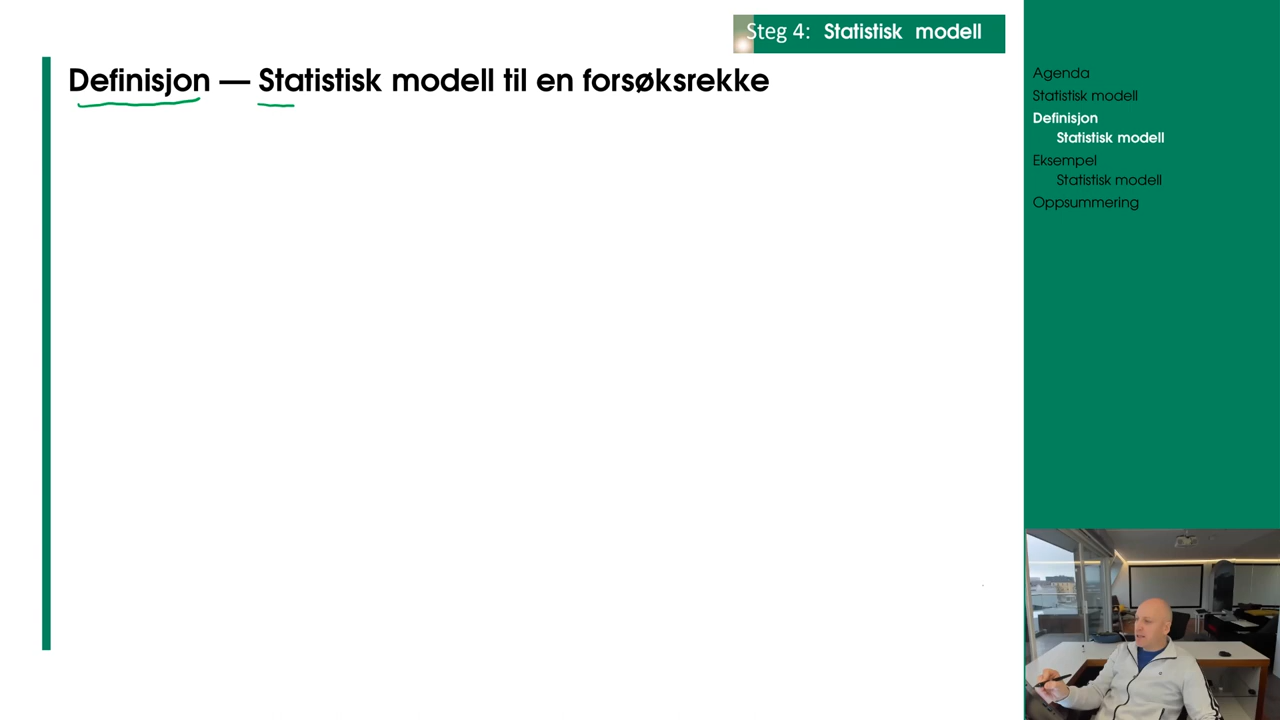 Steg 4: Statistisk modell
Definisjon — Statistisk modell til en forsøksrekke
Agenda
Statistisk modell
Definisjon
Statistisk modell
Eksempel
Statistisk modell
Oppsummering